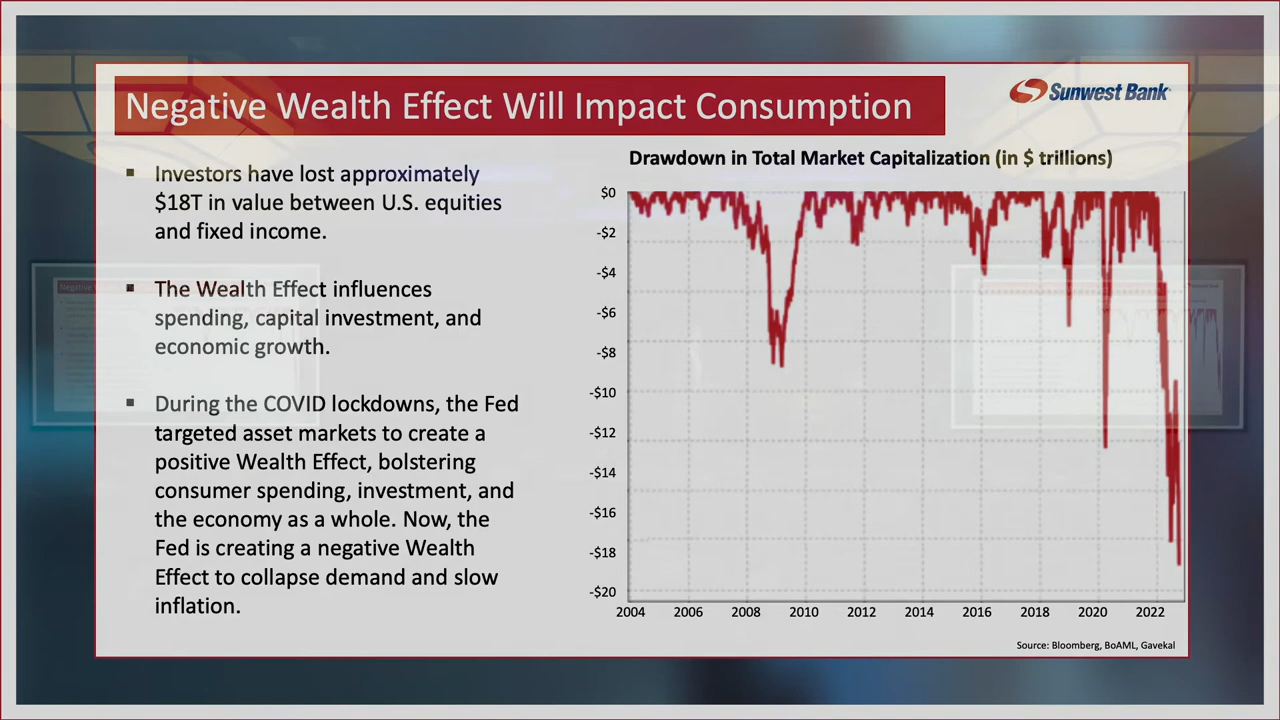 Negative Wealth Effect Will Impact Consumption
Sunwest Bank
▪ Investors have lost approximately
$18T in value between U.S. equities
and fixed income.
▪ The Wealth Effect influences
spending, capital investment, and
economic growth.
▪ During the COVID lockdowns, the Fed
targeted asset markets to create a
positive Wealth Effect, bolstering
consumer spending, investment, and
the economy as a whole. Now, the
Fed is creating a negative Wealth
Effect to collapse demand and slow
inflation.
Drawdown in Total Market Capitalization (in $ trillions)
$0
-$2
-$4
-$6
-$8
-$10
-$12
-$14
-$16
-$18
-$20
2004 2006 2008 2010 2012 2014 2016 2018 2020 2022
Source: Bloomberg, BoAML, Gavekal